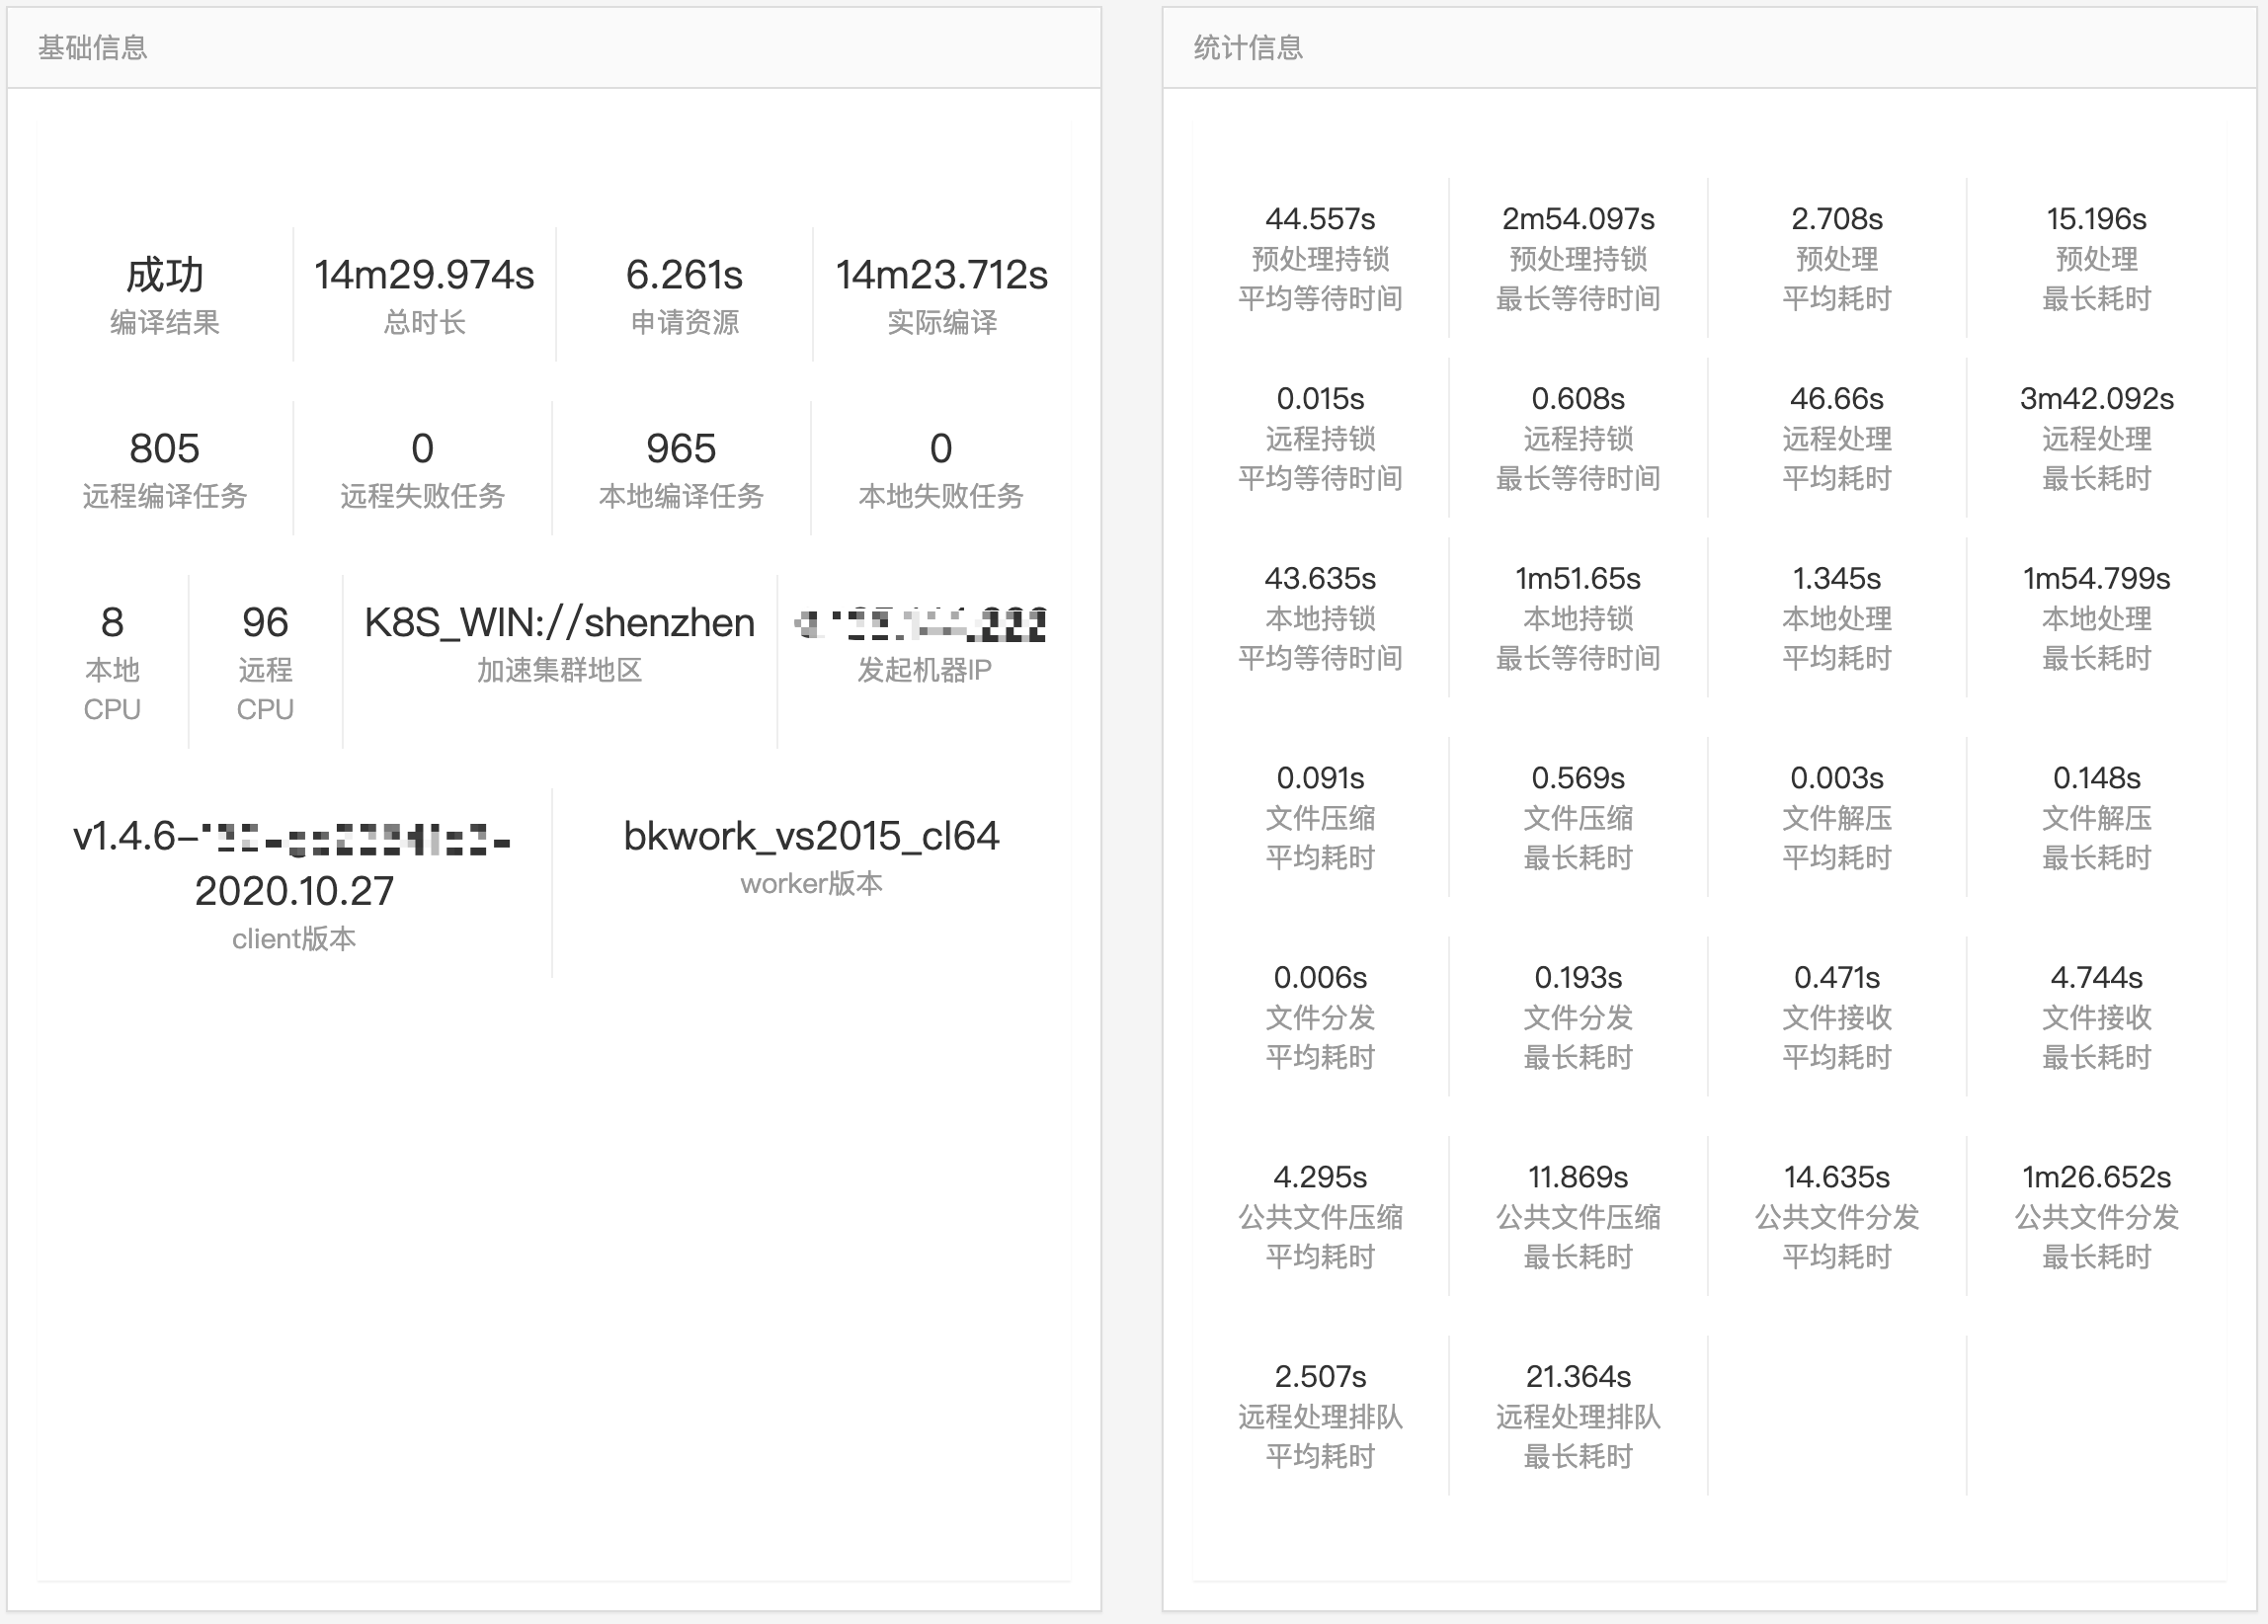 基础信息
成功
编译结果
14m29.974s
总时长
6.261s
申请资源
14m23.712s
实际编译
805
远程编译任务
0
远程失败任务
965
本地编译任务
0
本地失败任务
8
本地
CPU
96
远程
CPU
K8S_WIN://shenzhen
加速集群地区
发起机器IP
v1.4.6-
2020.10.27
client版本
bkwork_vs2015_cl64
worker版本
统计信息
44.557s
预处理持锁
平均等待时间
2m54.097s
预处理持锁
最长等待时间
2.708s
预处理
平均耗时
15.196s
预处理
最长耗时
0.015s
远程持锁
平均等待时间
0.608s
远程持锁
最长等待时间
46.66s
远程处理
平均耗时
3m42.092s
远程处理
最长耗时
43.635s
本地持锁
平均等待时间
1m51.65s
本地持锁
最长等待时间
1.345s
本地处理
平均耗时
1m54.799s
本地处理
最长耗时
0.091s
文件压缩
平均耗时
0.569s
文件压缩
最长耗时
0.003s
文件解压
平均耗时
0.148s
文件解压
最长耗时
0.006s
文件分发
平均耗时
0.193s
文件分发
最长耗时
0.471s
文件接收
平均耗时
4.744s
文件接收
最长耗时
4.295s
公共文件压缩
平均耗时
11.869s
公共文件压缩
最长耗时
14.635s
公共文件分发
平均耗时
1m26.652s
公共文件分发
最长耗时
2.507s
远程处理排队
平均耗时
21.364s
远程处理排队
最长耗时